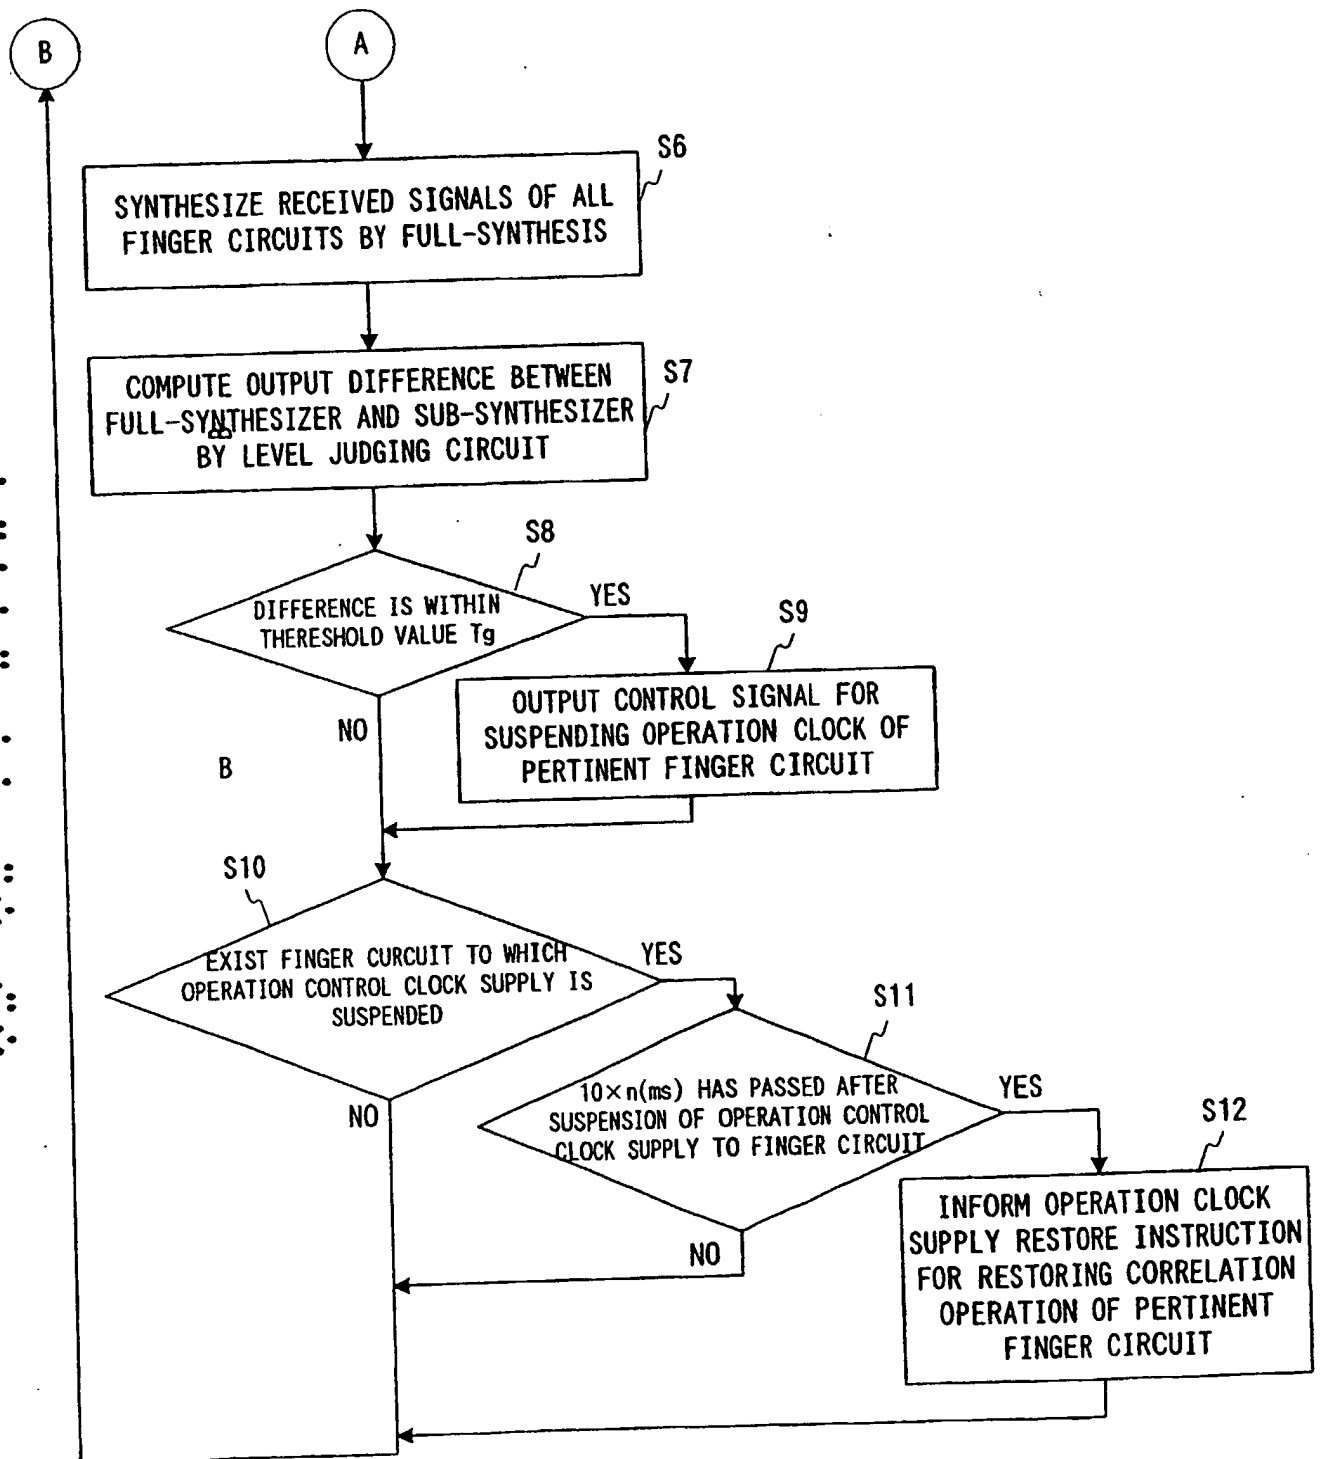 B
A
S6
SYNTHESIZE RECEIVED SIGNALS OF ALL
FINGER CIRCUITS BY FULL-SYNTHESIS
S7
COMPUTE OUTPUT DIFFERENCE BETWEEN
FULL-SYNTHESIZER AND SUB-SYNTHESIZER
BY LEVEL JUDGING CIRCUIT
S8
DIFFERENCE IS WITHIN
THERESHOLD VALUE Tg
YES
NO
S9
OUTPUT CONTROL SIGNAL FOR
SUSPENDING OPERATION CLOCK OF
PERTINENT FINGER CIRCUIT
B
S10
EXIST FINGER CURCUIT TO WHICH
OPERATION CONTROL CLOCK SUPPLY IS
SUSPENDED
YES
NO
S11
10×n(ms) HAS PASSED AFTER
SUSPENSION OF OPERATION CONTROL
CLOCK SUPPLY TO FINGER CIRCUIT
YES
NO
S12
INFORM OPERATION CLOCK
SUPPLY RESTORE INSTRUCTION
FOR RESTORING CORRELATION
OPERATION OF PERTINENT
FINGER CIRCUIT